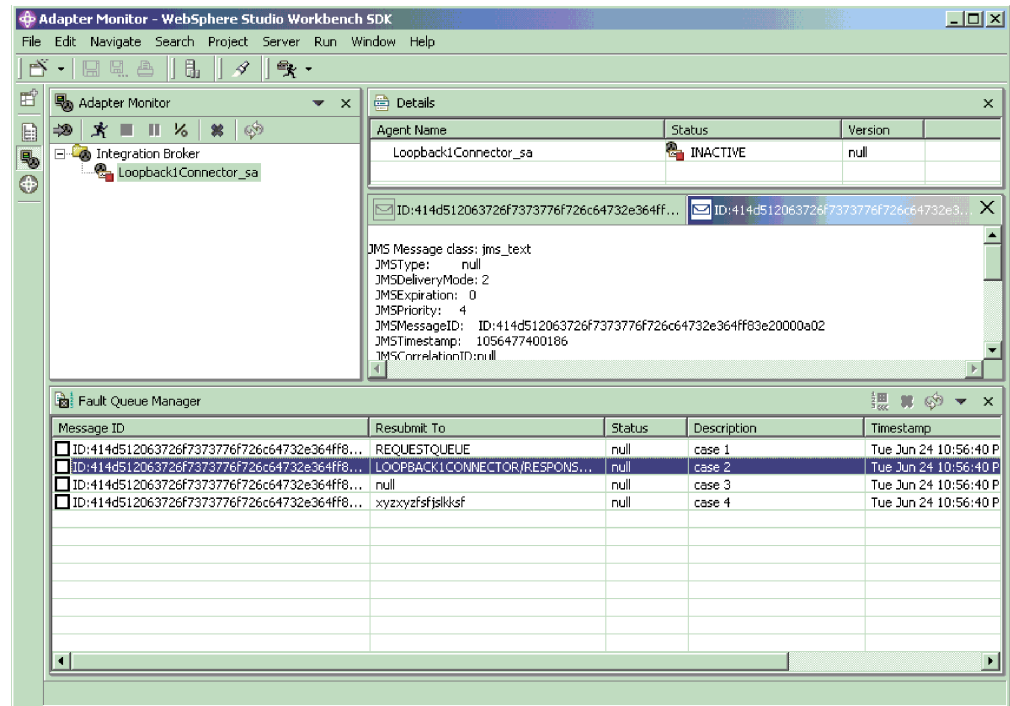 Adapter Monitor - WebSphere Studio Workbench SDK
File Edit Navigate Search Project Server Run Window Help
Adapter Monitor
Integration Broker
Loopback1Connector_sa
Details
Agent Name Status Version
Loopback1Connector_sa INACTIVE null
ID:414d512063726f7373776f726c64732e364ff... ID:414d512063726f7373776f726c64732e3...
JMS Message class: jms_text
JMSType: null
JMSDeliveryMode: 2
JMSExpiration: 0
JMSPriority: 4
JMSMessageID: ID:414d512063726f7373776f726c64732e364ff83e20000a02
JMSTimestamp: 1056477400186
JMSCorrelationID:null
Fault Queue Manager
Message ID Resubmit To Status Description Timestamp
ID:414d512063726f7373776f726c64732e364ff8... REQUESTQUEUE null case 1 Tue Jun 24 10:56:40 P
ID:414d512063726f7373776f726c64732e364ff8... LOOPBACK1CONNECTOR/RESPONS... null case 2 Tue Jun 24 10:56:40 P
ID:414d512063726f7373776f726c64732e364ff8... null null case 3 Tue Jun 24 10:56:40 P
ID:414d512063726f7373776f726c64732e364ff8... xyzxyzfsfjslkksf null case 4 Tue Jun 24 10:56:40 P